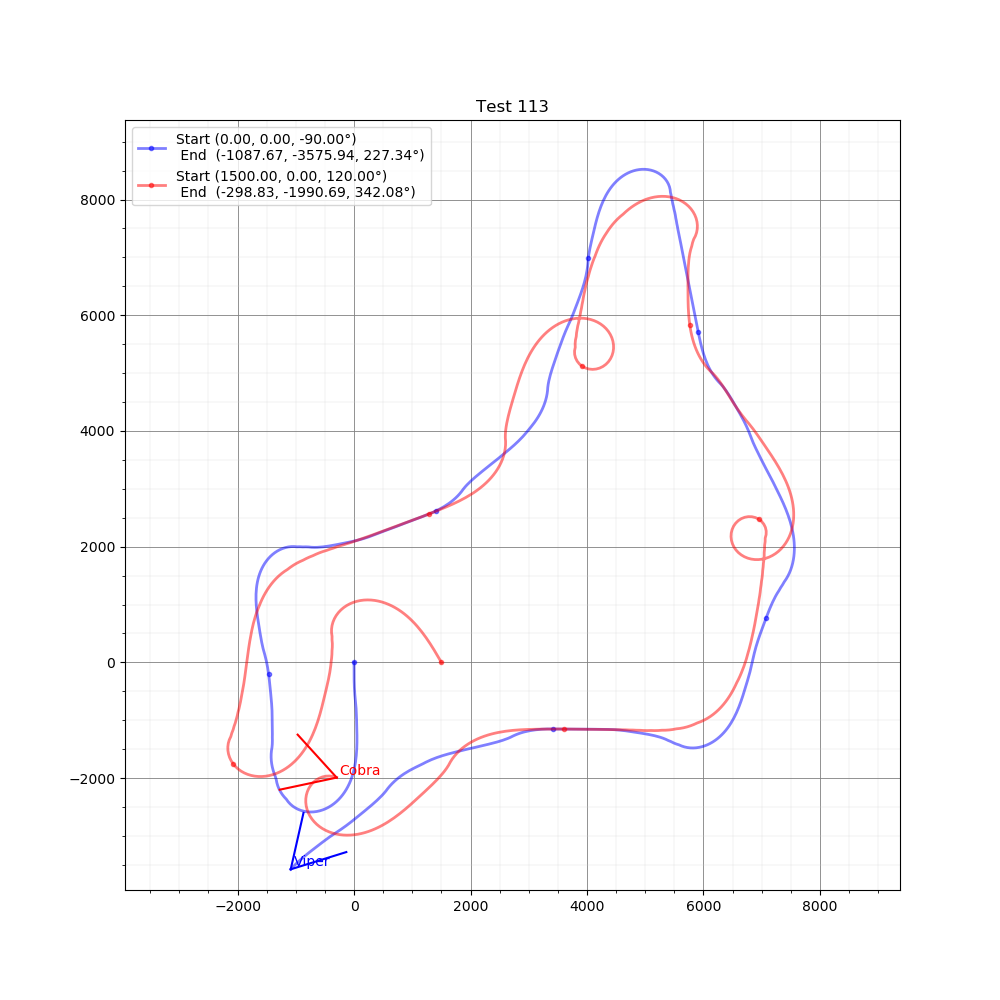 Test 113
Start (0.00, 0.00, -90.00°)
End  (-1087.67, -3575.94, 227.34°)
Start (1500.00, 0.00, 120.00°)
End  (-298.83, -1990.69, 342.08°)
8000
6000
4000
2000
0
−2000
Cobra
Viper
−2000
0
2000
4000
6000
8000